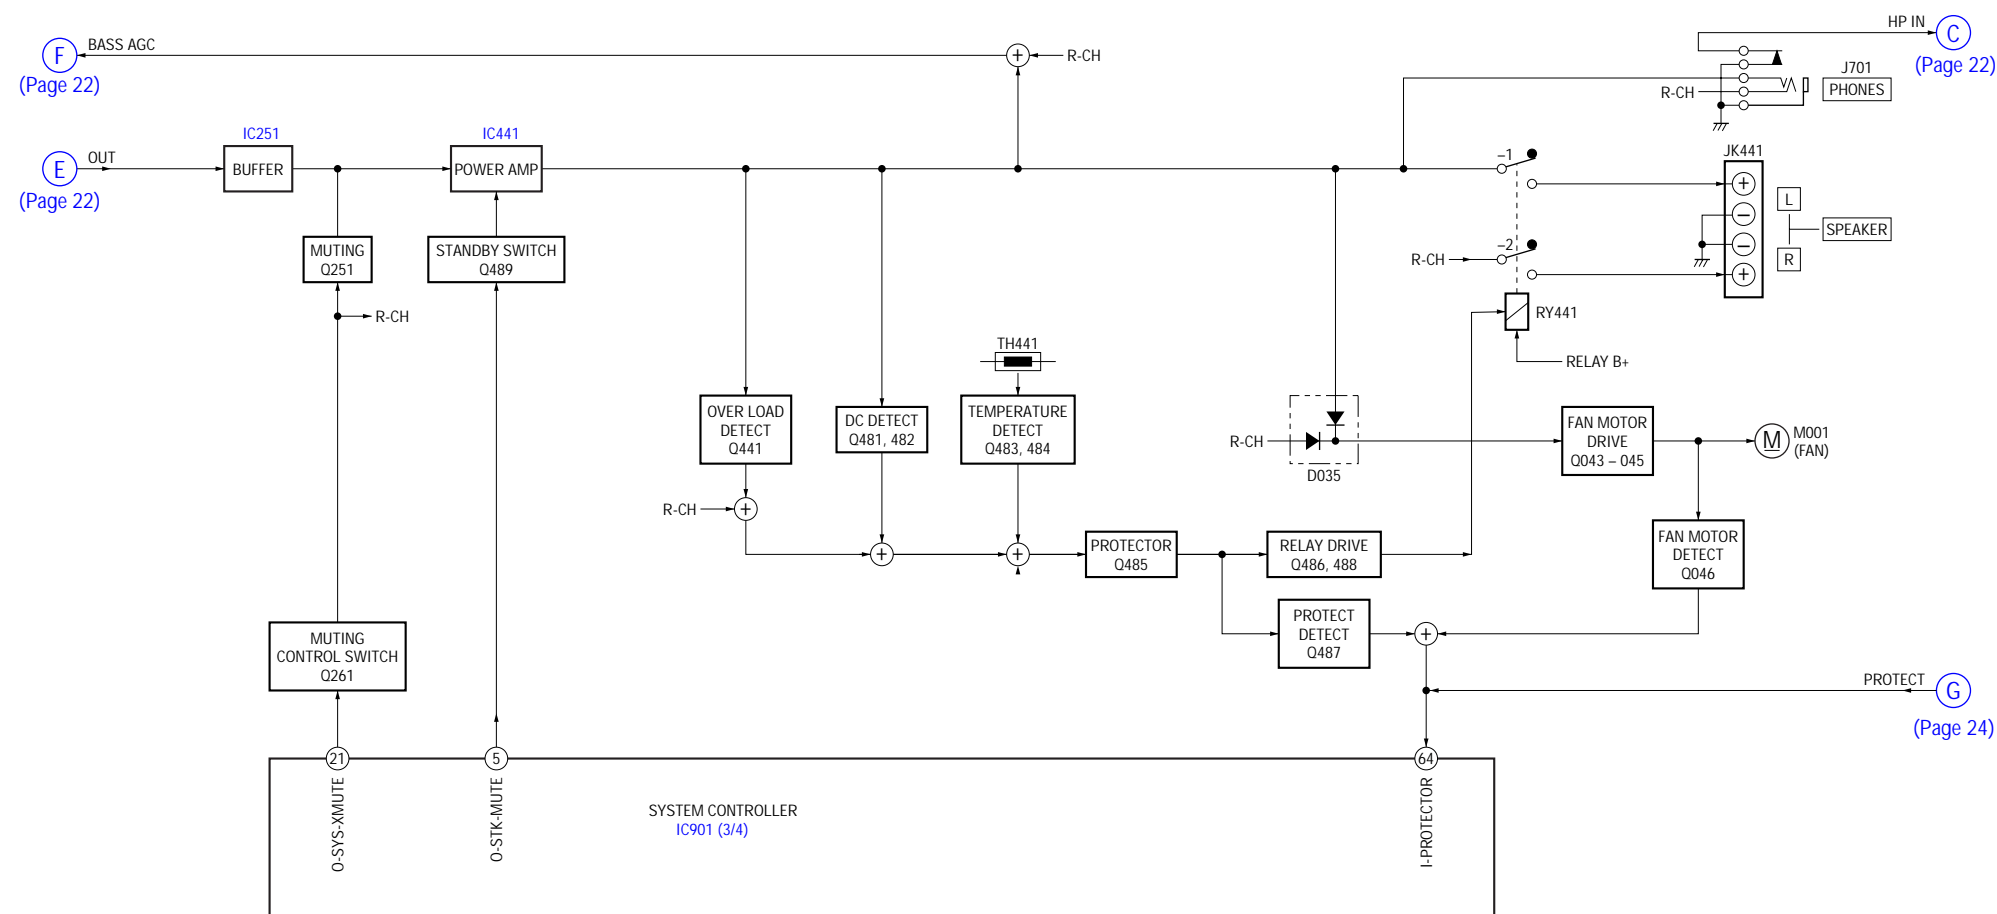 HP IN
C
(Page 22)
F
BASS AGC
(Page 22)
+
R-CH
J701
PHONES
R-CH
IC251
IC441
E
OUT
(Page 22)
BUFFER
POWER AMP
–1
JK441
+
–
–
+
L
R
SPEAKER
MUTING
Q251
STANDBY SWITCH
Q489
–2
R-CH
R-CH
RY441
RELAY B+
TH441
OVER LOAD
DETECT
Q441
DC DETECT
Q481, 482
TEMPERATURE
DETECT
Q483, 484
R-CH
D035
FAN MOTOR
DRIVE
Q043 – 045
M
M001
(FAN)
R-CH
+
+
+
PROTECTOR
Q485
RELAY DRIVE
Q486, 488
FAN MOTOR
DETECT
Q046
PROTECT
DETECT
Q487
+
MUTING
CONTROL SWITCH
Q261
PROTECT
G
(Page 24)
21
5
64
O-SYS-XMUTE
O-STK-MUTE
I-PROTECTOR
SYSTEM CONTROLLER
IC901 (3/4)